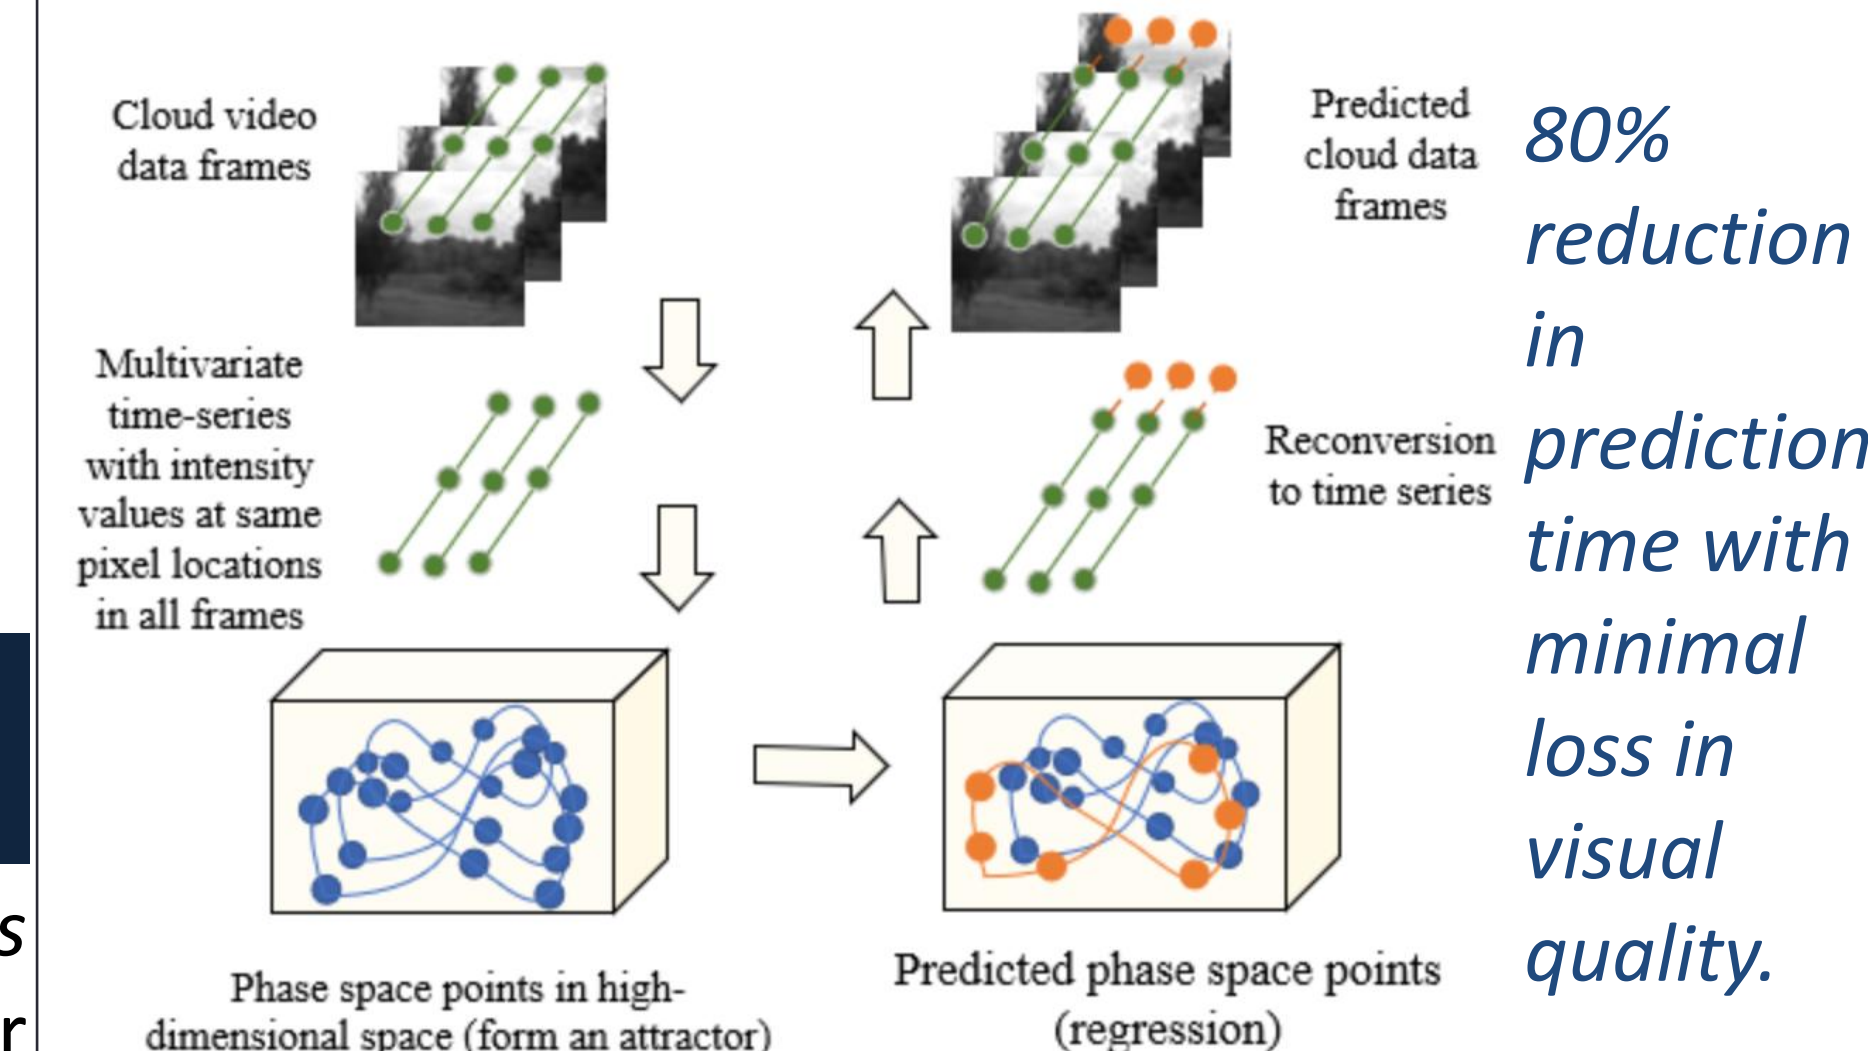 Cloud video
data frames
Predicted
cloud data
frames
Multivariate
time-series
with intensity
values at same
pixel locations
in all frames
Reconversion
to time series
Phase space points in high-
dimensional space (form an attractor)
Predicted phase space points
(regression)
80%
reduction
in
prediction
time with
minimal
loss in
visual
quality.
s
r